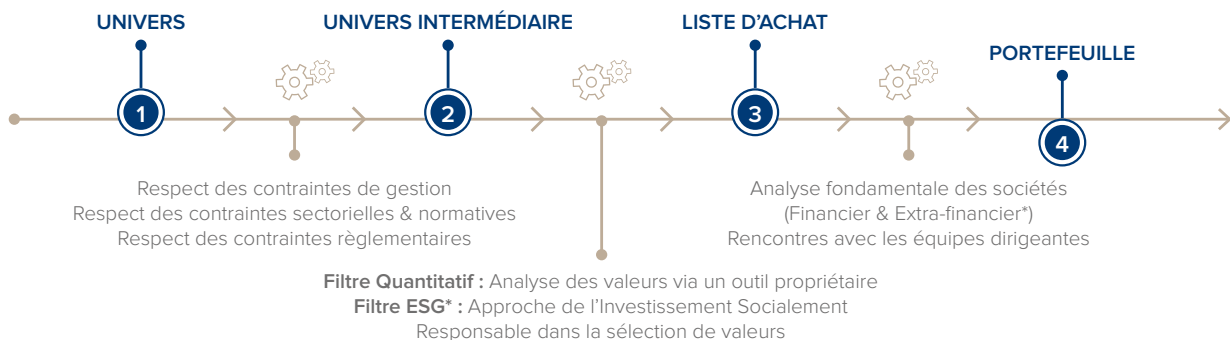 UNIVERS
UNIVERS INTERMÉDIAIRE
LISTE D'ACHAT
PORTEFEUILLE
1
2
3
4
Respect des contraintes de gestion
Respect des contraintes sectorielles & normatives
Respect des contraintes règlementaires
Analyse fondamentale des sociétés
(Financier & Extra-financier*)
Rencontres avec les équipes dirigeantes
Filtre Quantitatif : Analyse des valeurs via un outil propriétaire
Filtre ESG* : Approche de l’Investissement Socialement
Responsable dans la sélection de valeurs